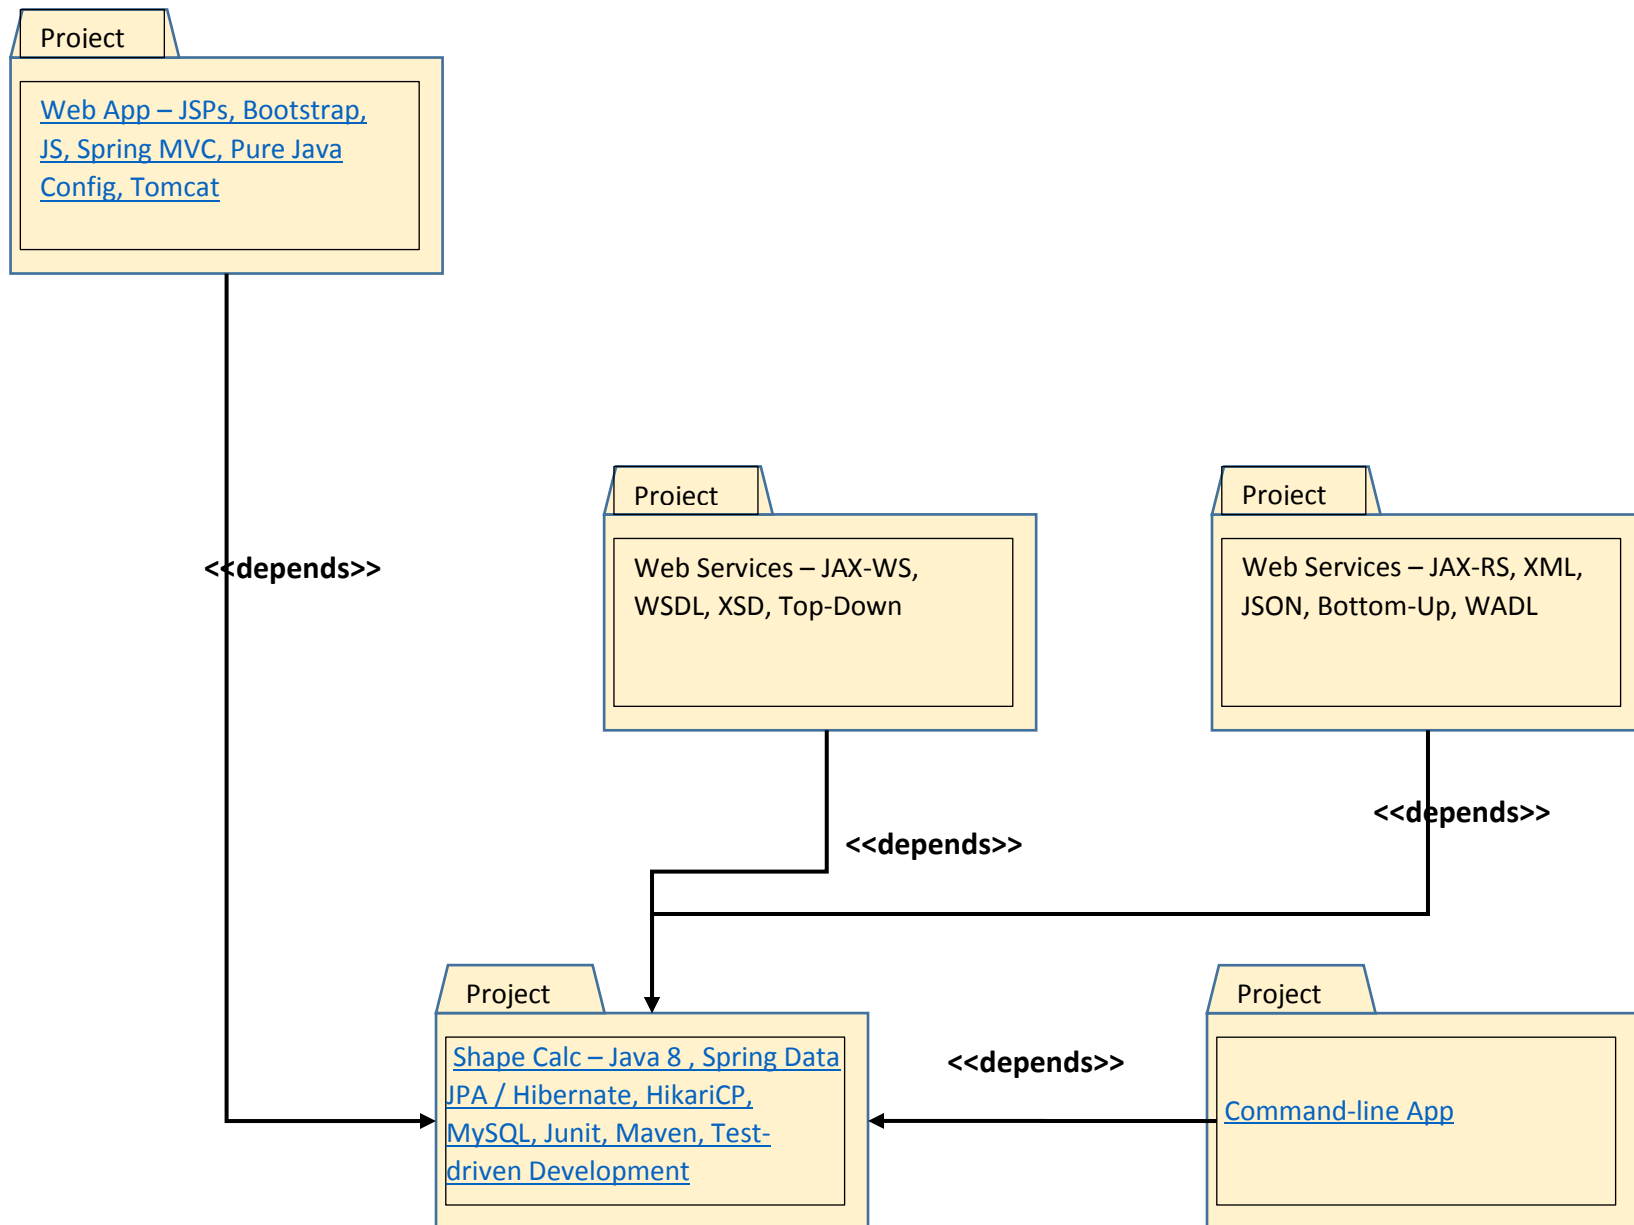 Project
Web App – JSPs, Bootstrap,
JS, Spring MVC, Pure Java
Config, Tomcat
<<depends>>
Project
Web Services – JAX-WS,
WSDL, XSD, Top-Down
Project
Web Services – JAX-RS, XML,
JSON, Bottom-Up, WADL
<<depends>>
<<depends>>
Project
Shape Calc – Java 8 , Spring Data
JPA / Hibernate, HikariCP,
MySQL, Junit, Maven, Test-
driven Development
<<depends>>
Project
Command-line App